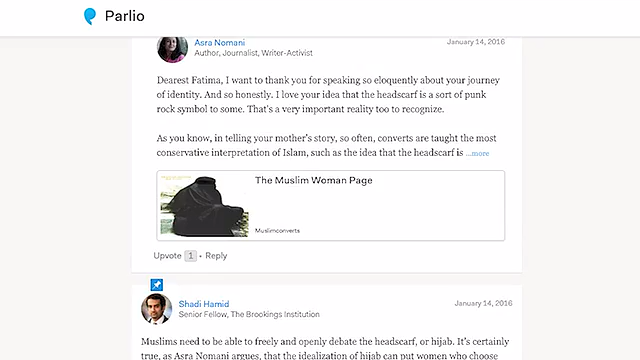 Parlio
Asra Nomani
January 14, 2016
Author, Journalist, Writer-Activist
Dearest Fatima, I want to thank you for speaking so eloquently about your journey
of identity. And so honestly. I love your idea that the headscarf is a sort of punk
rock symbol to some. That's a very important reality too to recognize.
As you know, in telling your mother's story, so often, converts are taught the most
conservative interpretation of Islam, such as the idea that the headscarf is ...more
The Muslim Woman Page
Muslimconverts
Upvote 1 • Reply
Shadi Hamid
January 14, 2016
Senior Fellow, The Brookings Institution
Muslims need to be able to freely and openly debate the headscarf, or hijab. It's certainly
true, as Asra Nomani argues, that the idealization of hijab can put women who choose